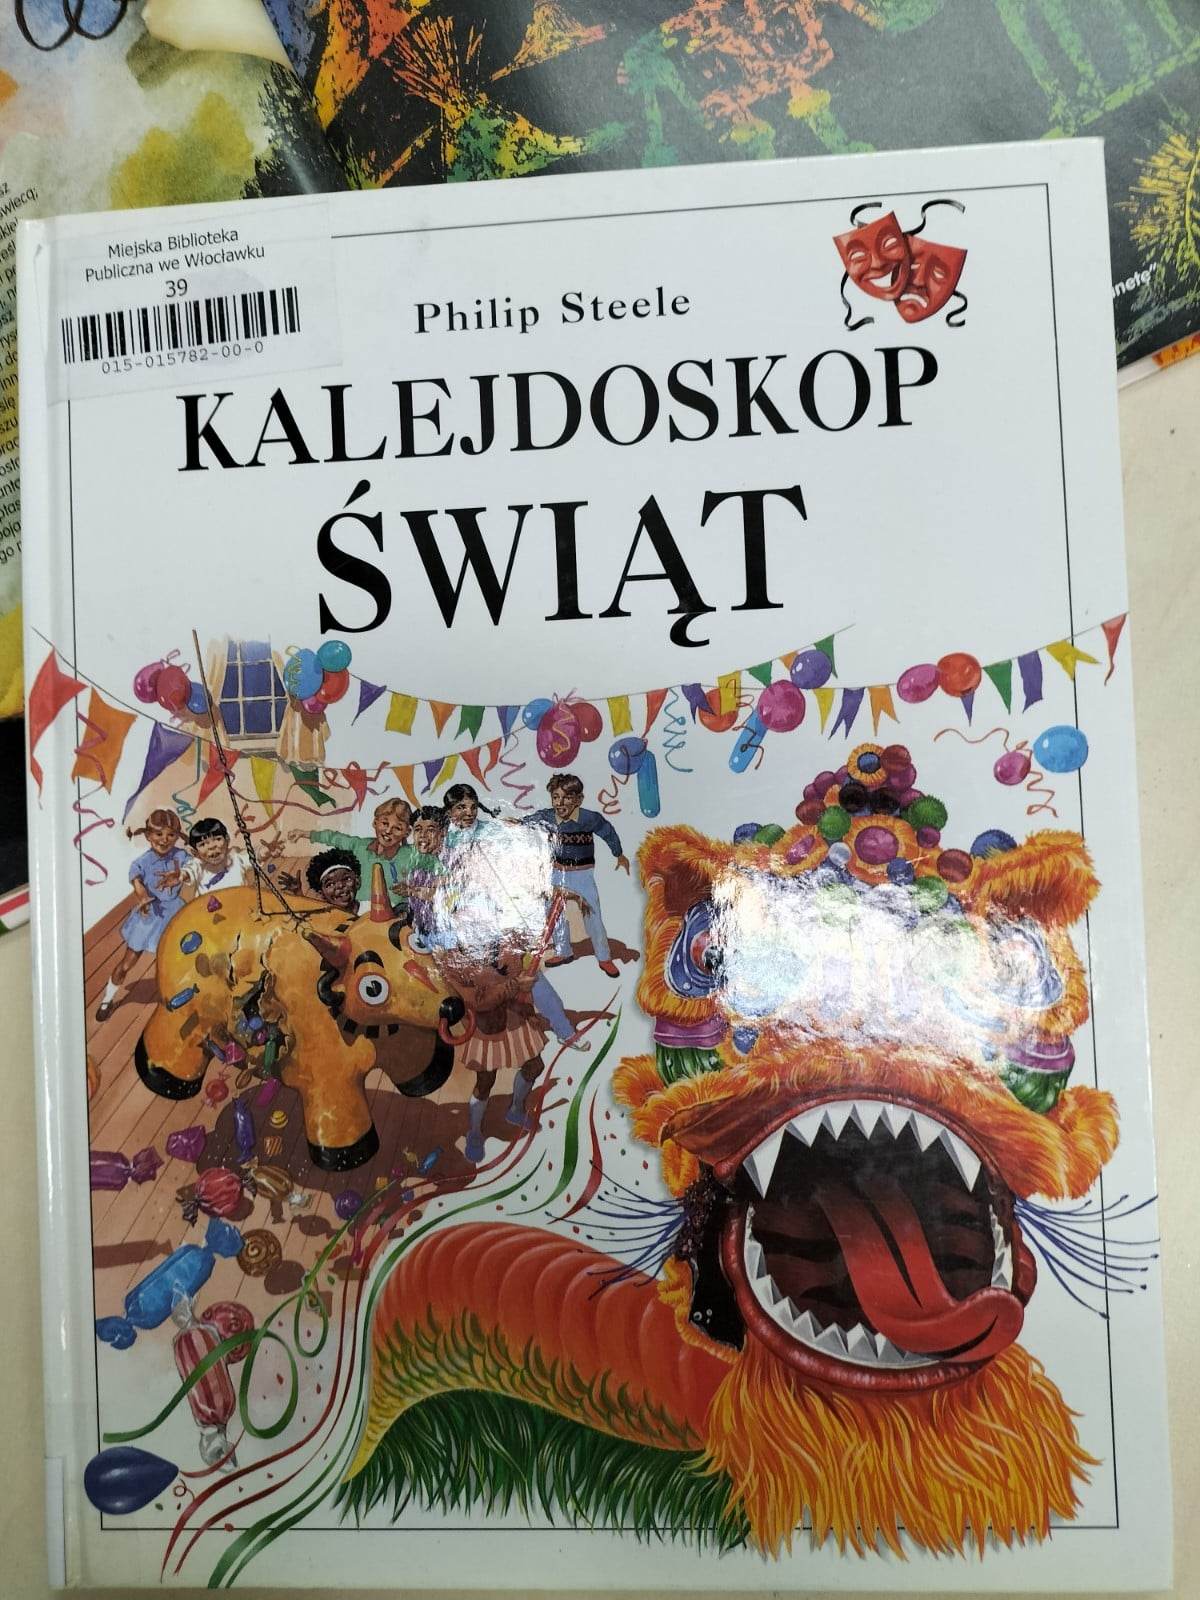 Miejska Biblioteka
Publiczna we Włocławku
39
015-015782-00-0
Philip Steele
KALEJDOSKOP
ŚWIĄT